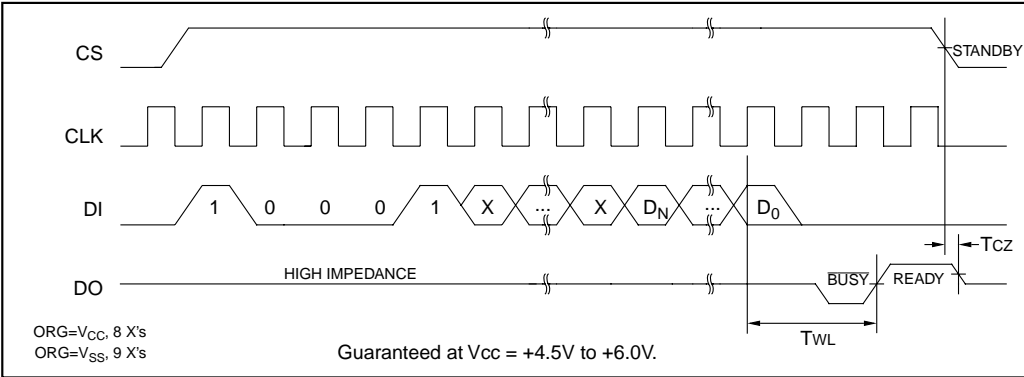 CS
STANDBY
CLK
DI
1 0 0 0 1 X ... X DN ... D0
TCZ
DO
HIGH IMPEDANCE
BUSY
READY
TWL
ORG=VCC, 8 X's
ORG=VSS, 9 X's
Guaranteed at Vcc = +4.5V to +6.0V.